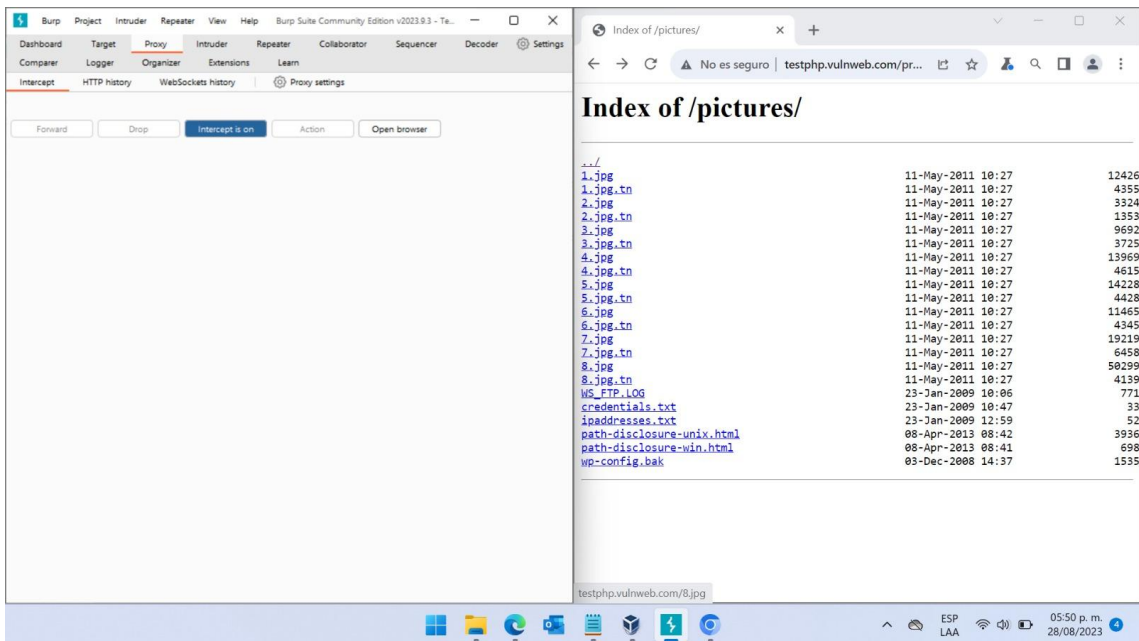 Burp Project Intruder Repeater View Help Burp Suite Community Edition v2023.9.3 - Te...
Dashboard Target Proxy Intruder Repeater Collaborator Sequencer Decoder Settings
Comparer Logger Organizer Extensions Learn
Intercept HTTP history WebSockets history Proxy settings
Forward Drop Intercept is on Action Open browser
Index of /pictures/
No es seguro testphp.vulnweb.com/pr...
Index of /pictures/
../
1.jpg 11-May-2011 10:27 12426
1.jpg.tn 11-May-2011 10:27 4355
2.jpg 11-May-2011 10:27 3324
2.jpg.tn 11-May-2011 10:27 1353
3.jpg 11-May-2011 10:27 9692
3.jpg.tn 11-May-2011 10:27 3725
4.jpg 11-May-2011 10:27 13969
4.jpg.tn 11-May-2011 10:27 4615
5.jpg 11-May-2011 10:27 14228
5.jpg.tn 11-May-2011 10:27 4428
6.jpg 11-May-2011 10:27 11465
6.jpg.tn 11-May-2011 10:27 4345
7.jpg 11-May-2011 10:27 19219
7.jpg.tn 11-May-2011 10:27 6458
8.jpg 11-May-2011 10:27 50299
8.jpg.tn 11-May-2011 10:27 4139
WS_FTP.LOG 23-Jan-2009 10:06 771
credentials.txt 23-Jan-2009 10:47 33
ipaddresses.txt 23-Jan-2009 12:59 52
path-disclosure-unix.html 08-Apr-2013 08:42 3936
path-disclosure-win.html 08-Apr-2013 08:41 698
wp-config.bak 03-Dec-2008 14:37 1535
testphp.vulnweb.com/8.jpg
ESP
LAA
05:50 p. m.
28/08/2023
4